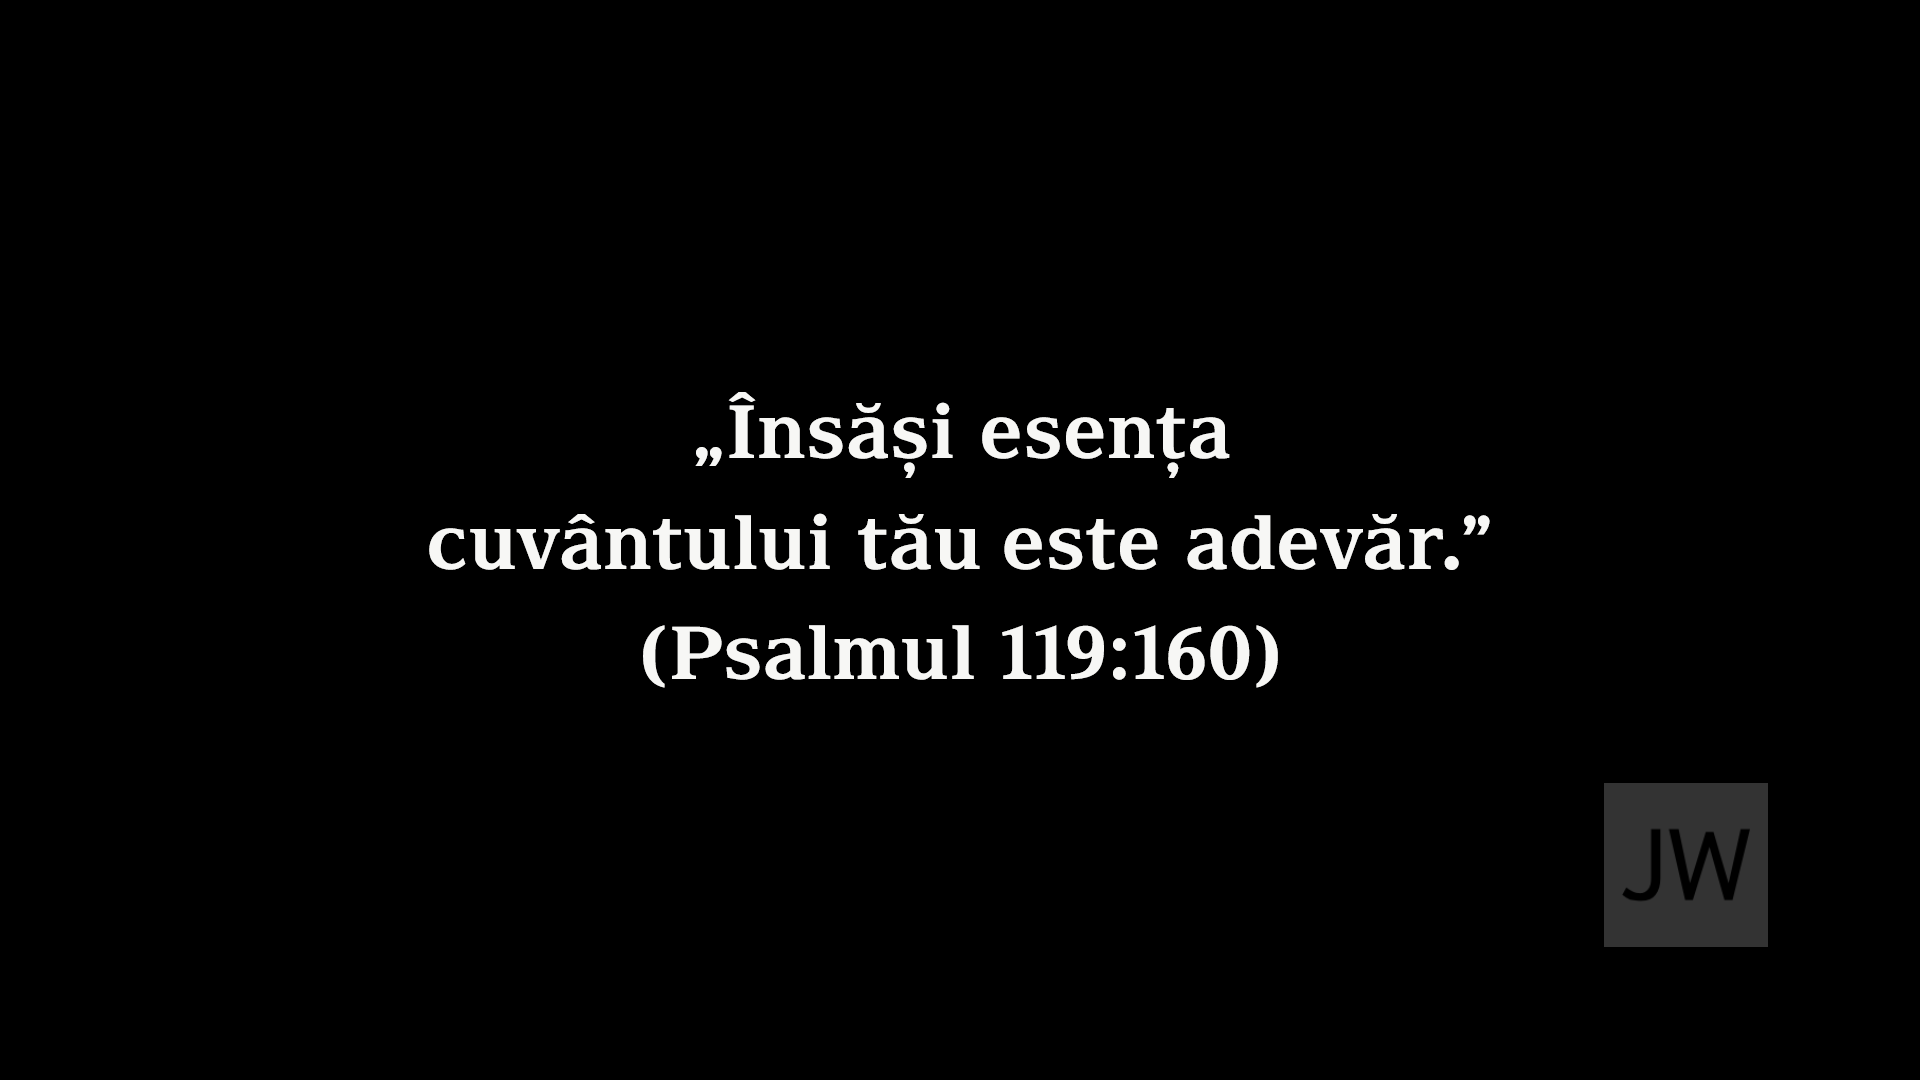 „Însăși esența
cuvântului tău este adevăr.”
(Psalmul 119:160)
JW